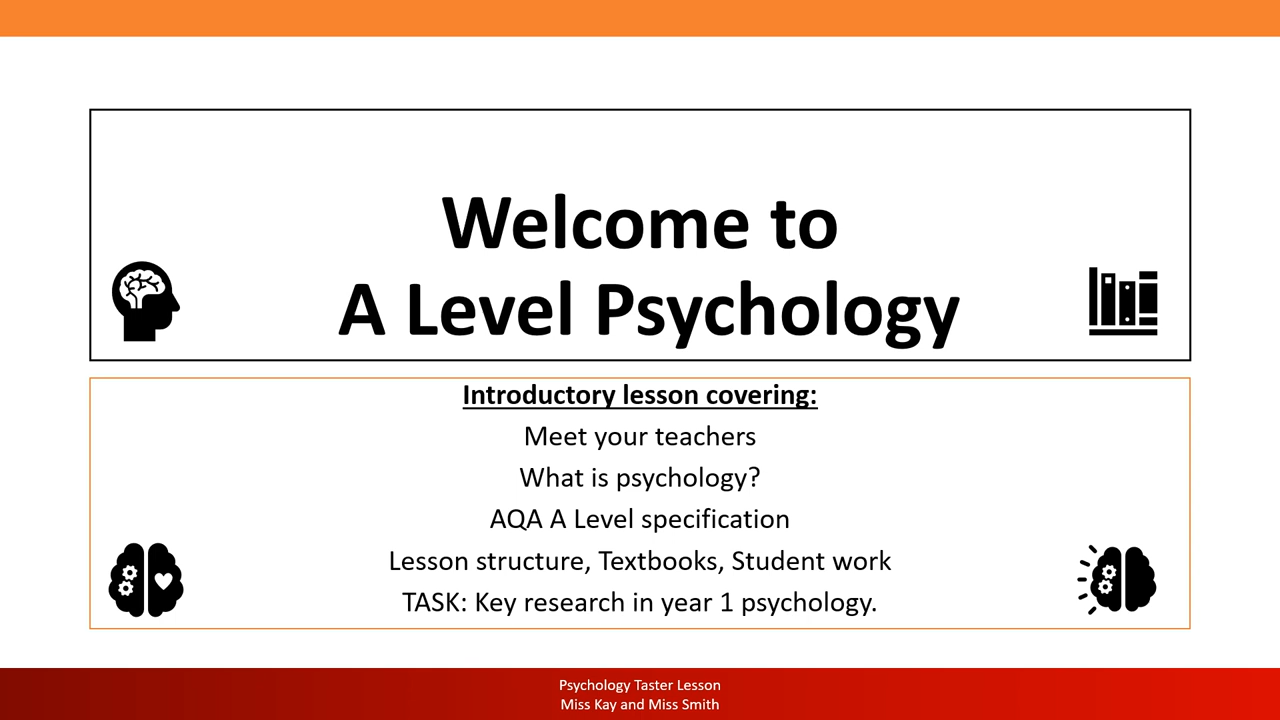 Welcome to
A Level Psychology
Introductory lesson covering:
Meet your teachers
What is psychology?
AQA A Level specification
Lesson structure, Textbooks, Student work
TASK: Key research in year 1 psychology.
Psychology Taster Lesson
Miss Kay and Miss Smith